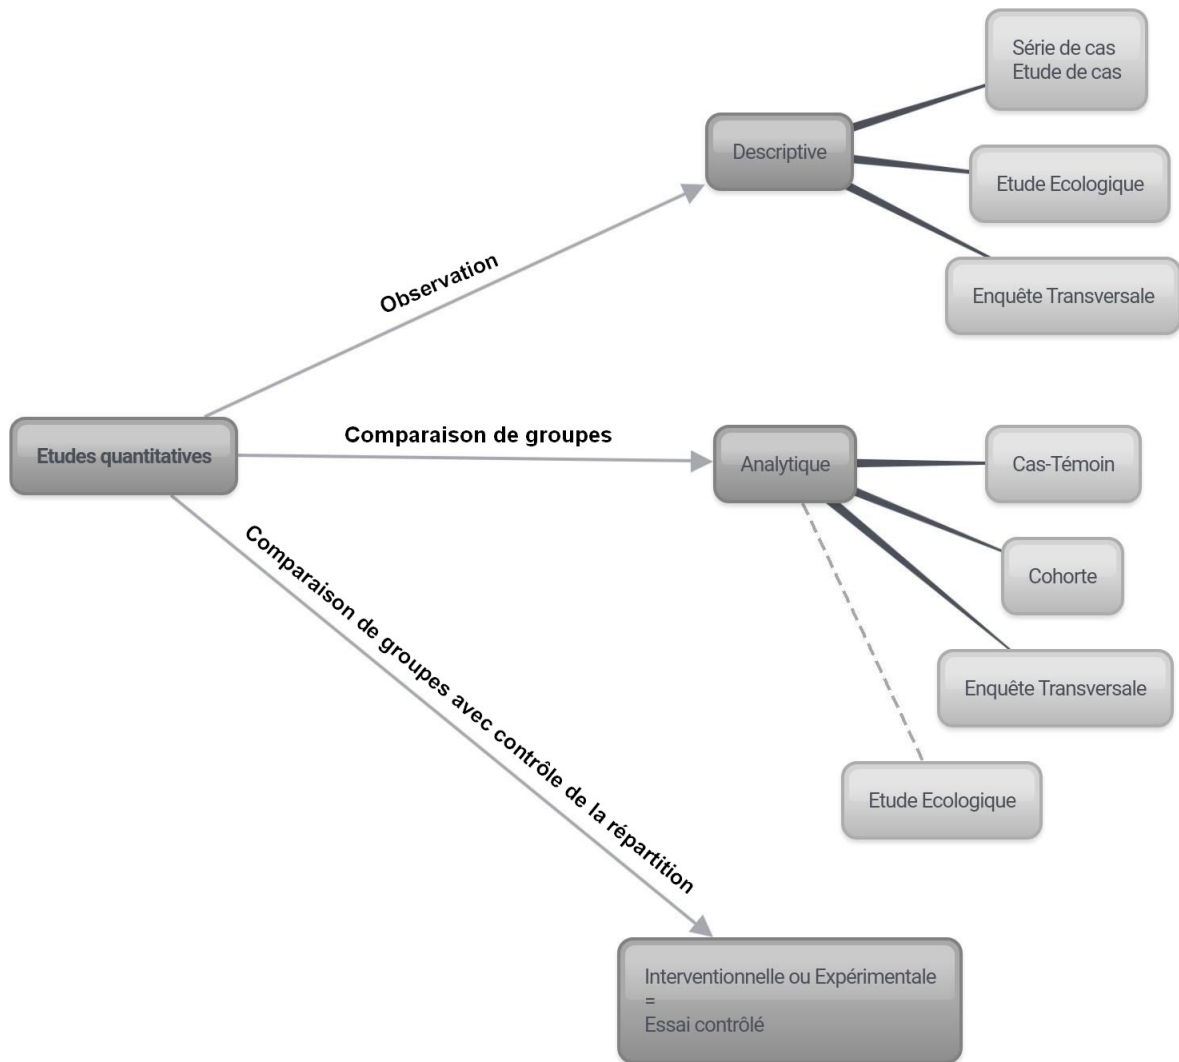 Série de cas
Etude de cas
Descriptive
Etude Ecologique
Observation
Enquête Transversale
Etudes quantitatives
Comparaison de groupes
Analytique
Cas-Témoin
Cohorte
Enquête Transversale
Comparaison de groupes avec contrôle de la répartition
Etude Ecologique
Interventionnelle ou Expérimentale
=
Essai contrôlé